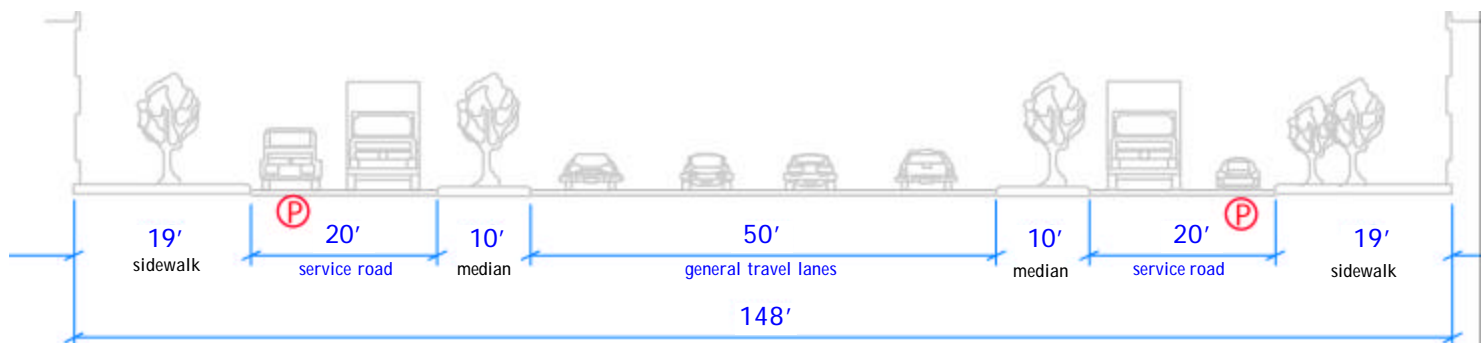 P
P
19' 20' 10' 50' 10' 20' 19'
sidewalk service road median general travel lanes median service road sidewalk
148'